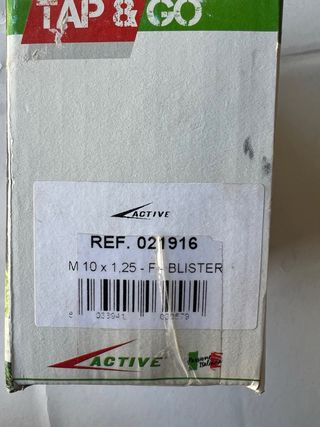 TAP & GO
ACTIVE
REF. 021916
M 10 x 1,25 - F - BLISTER
ACTIVE